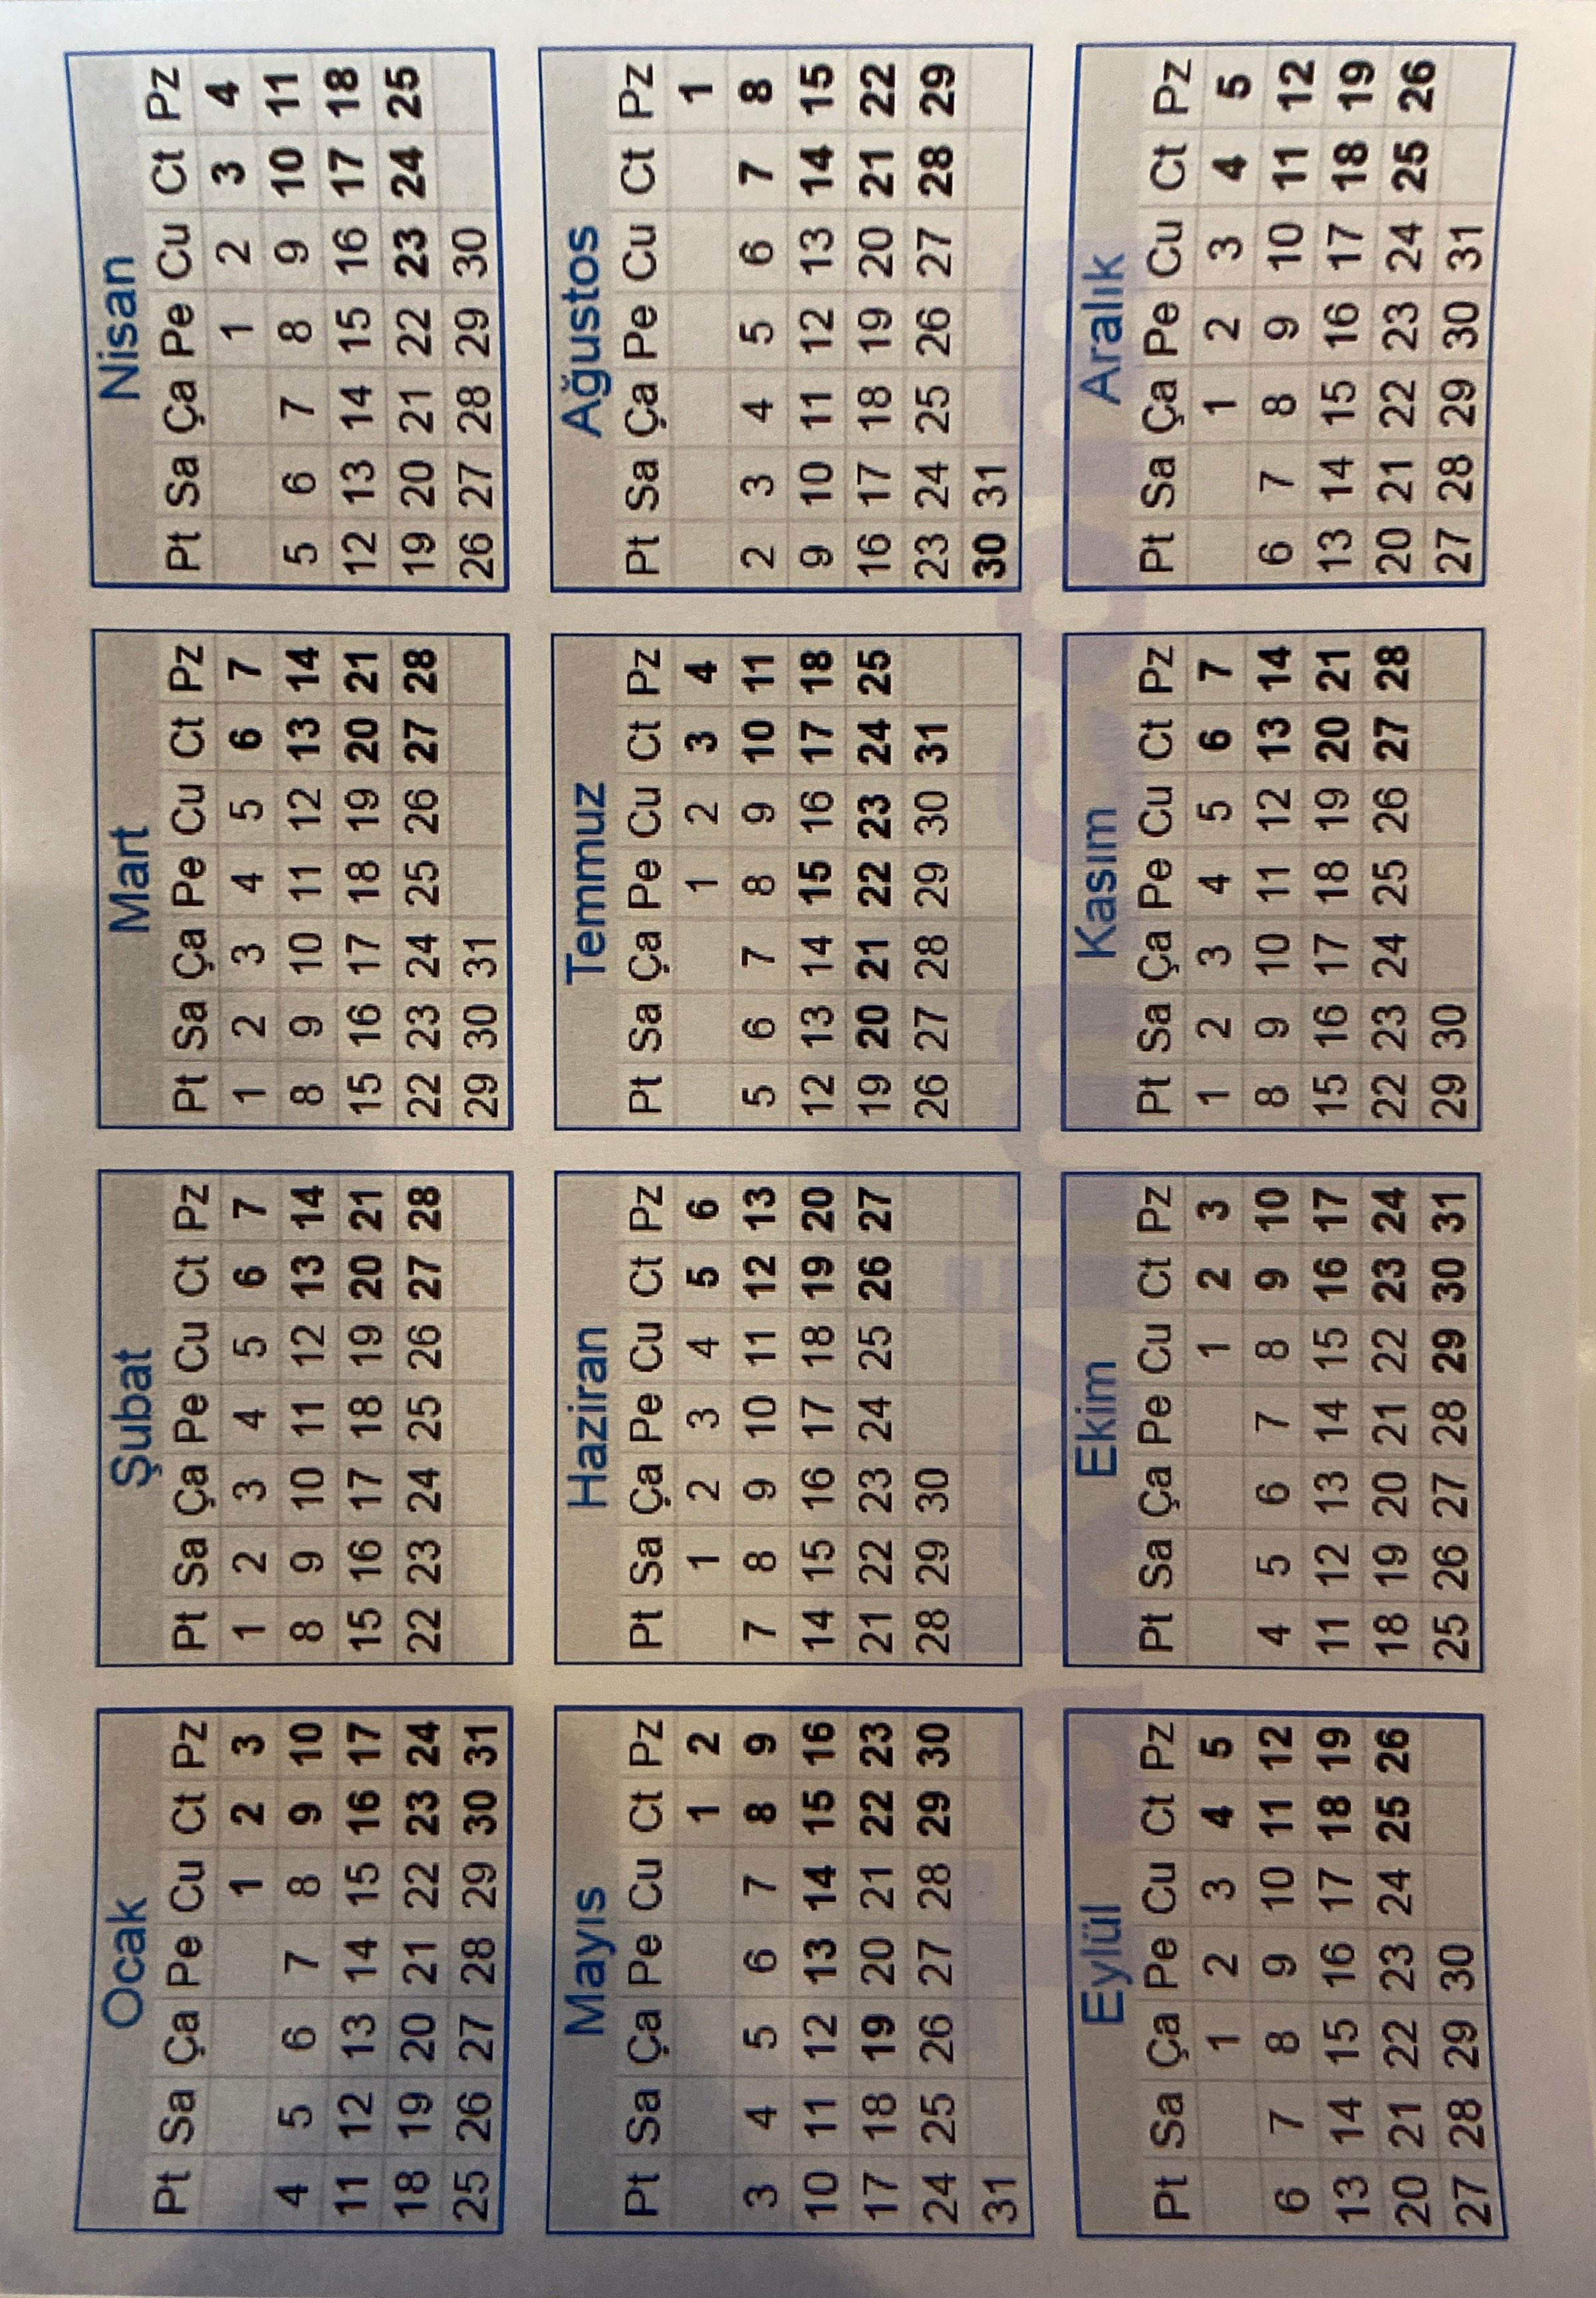 Ocak
Pt Sa Ça Pe Cu Ct Pz
1 2 3
4 5 6 7 8 9 10
11 12 13 14 15 16 17
18 19 20 21 22 23 24
25 26 27 28 29 30 31
Şubat
Pt Sa Ça Pe Cu Ct Pz
1 2 3 4 5 6 7
8 9 10 11 12 13 14
15 16 17 18 19 20 21
22 23 24 25 26 27 28
Mart
Pt Sa Ça Pe Cu Ct Pz
1 2 3 4 5 6 7
8 9 10 11 12 13 14
15 16 17 18 19 20 21
22 23 24 25 26 27 28
29 30 31
Nisan
Pt Sa Ça Pe Cu Ct Pz
1 2 3 4
5 6 7 8 9 10 11
12 13 14 15 16 17 18
19 20 21 22 23 24 25
26 27 28 29 30
Mayıs
Pt Sa Ça Pe Cu Ct Pz
1 2
3 4 5 6 7 8 9
10 11 12 13 14 15 16
17 18 19 20 21 22 23
24 25 26 27 28 29 30
31
Haziran
Pt Sa Ça Pe Cu Ct Pz
1 2 3 4 5 6
7 8 9 10 11 12 13
14 15 16 17 18 19 20
21 22 23 24 25 26 27
28 29 30
Temmuz
Pt Sa Ça Pe Cu Ct Pz
1 2 3 4
5 6 7 8 9 10 11
12 13 14 15 16 17 18
19 20 21 22 23 24 25
26 27 28 29 30 31
Ağustos
Pt Sa Ça Pe Cu Ct Pz
1
2 3 4 5 6 7 8
9 10 11 12 13 14 15
16 17 18 19 20 21 22
23 24 25 26 27 28 29
30 31
Eylül
Pt Sa Ça Pe Cu Ct Pz
1 2 3 4 5
6 7 8 9 10 11 12
13 14 15 16 17 18 19
20 21 22 23 24 25 26
27 28 29 30
Ekim
Pt Sa Ça Pe Cu Ct Pz
1 2 3
4 5 6 7 8 9 10
11 12 13 14 15 16 17
18 19 20 21 22 23 24
25 26 27 28 29 30 31
Kasım
Pt Sa Ça Pe Cu Ct Pz
1 2 3 4 5 6 7
8 9 10 11 12 13 14
15 16 17 18 19 20 21
22 23 24 25 26 27 28
29 30
Aralık
Pt Sa Ça Pe Cu Ct Pz
1 2 3 4 5
6 7 8 9 10 11 12
13 14 15 16 17 18 19
20 21 22 23 24 25 26
27 28 29 30 31